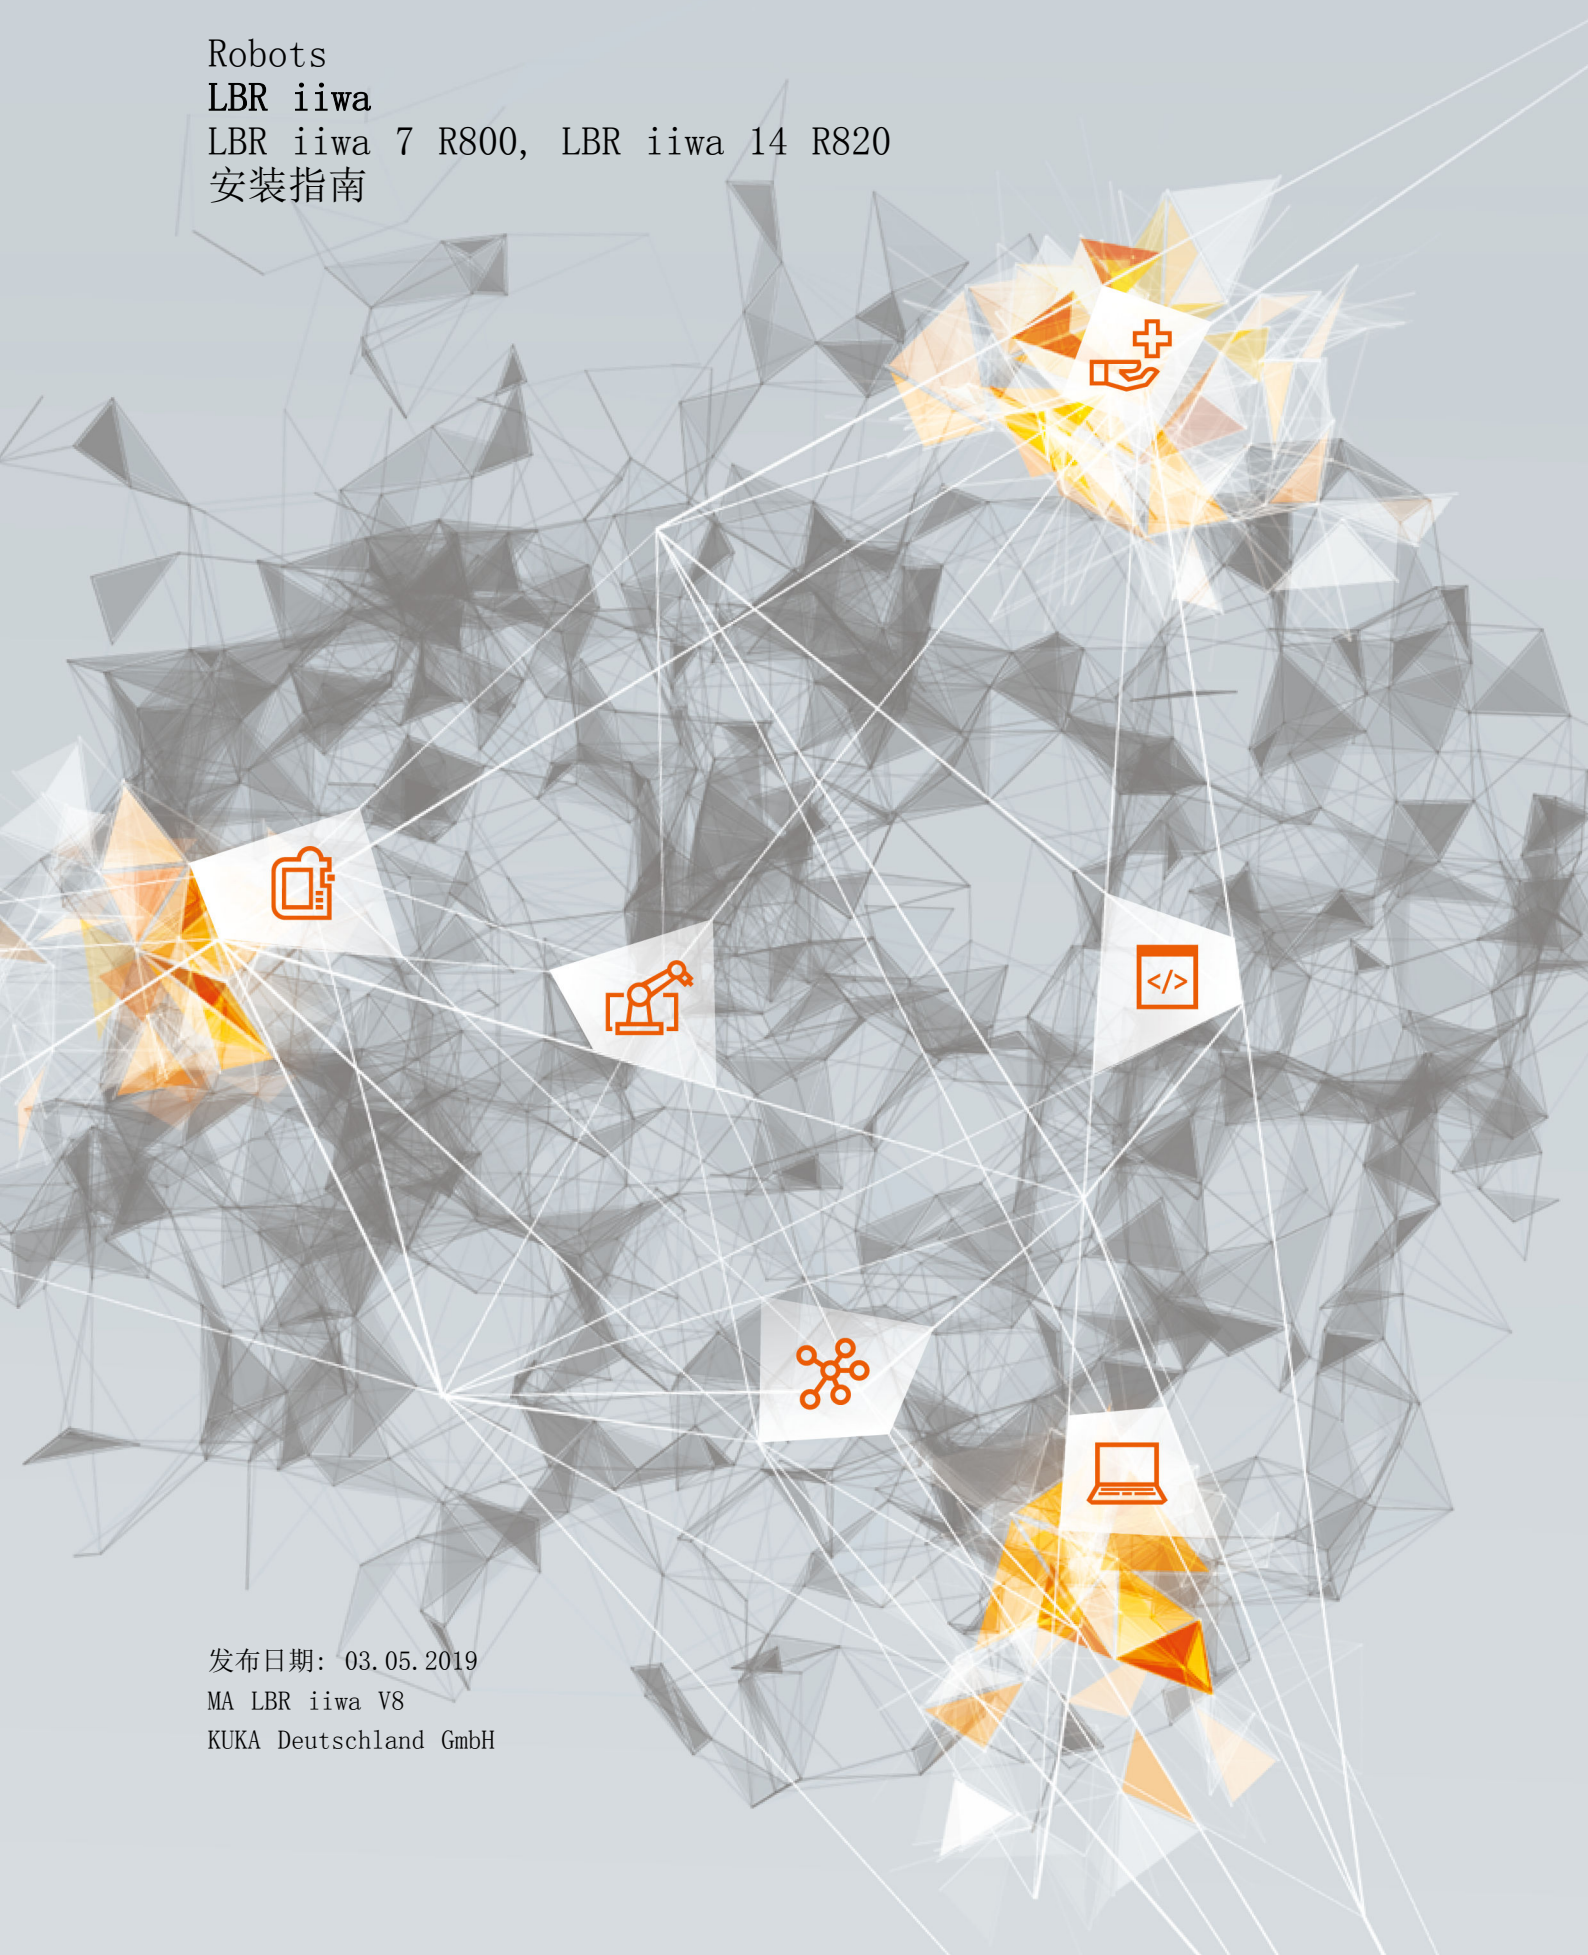 Robots
LBR iiwa
LBR iiwa 7 R800, LBR iiwa 14 R820
安装指南
</>
发布日期: 03.05.2019
MA LBR iiwa V8
KUKA Deutschland GmbH